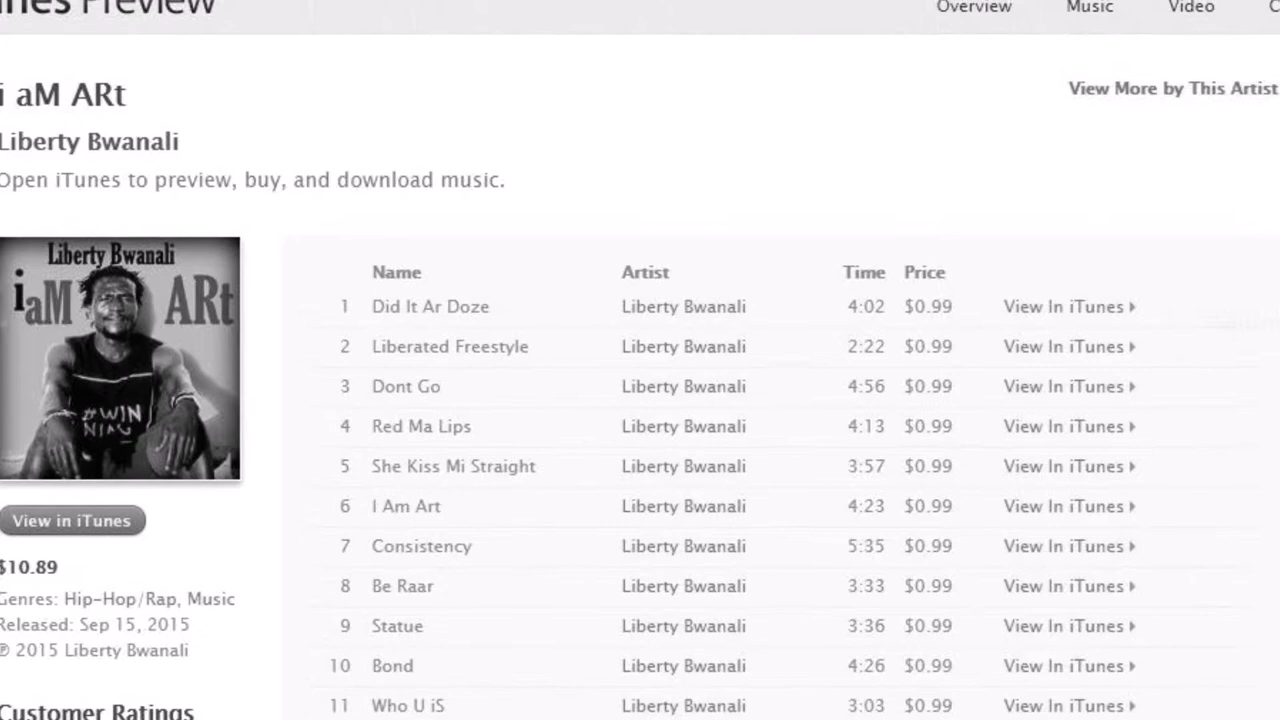 Preview
Overview Music Video
i aM ARt
View More by This Artist
Liberty Bwanali
Open iTunes to preview, buy, and download music.
Liberty Bwanali
iaM ARt
#WIN
NIAG
View in iTunes
$10.89
Genres: Hip-Hop/Rap, Music
Released: Sep 15, 2015
℗ 2015 Liberty Bwanali
Customer Ratings
Name Artist Time Price
1 Did It Ar Doze Liberty Bwanali 4:02 $0.99 View In iTunes
2 Liberated Freestyle Liberty Bwanali 2:22 $0.99 View In iTunes
3 Dont Go Liberty Bwanali 4:56 $0.99 View In iTunes
4 Red Ma Lips Liberty Bwanali 4:13 $0.99 View In iTunes
5 She Kiss Mi Straight Liberty Bwanali 3:57 $0.99 View In iTunes
6 I Am Art Liberty Bwanali 4:23 $0.99 View In iTunes
7 Consistency Liberty Bwanali 5:35 $0.99 View In iTunes
8 Be Raar Liberty Bwanali 3:33 $0.99 View In iTunes
9 Statue Liberty Bwanali 3:36 $0.99 View In iTunes
10 Bond Liberty Bwanali 4:26 $0.99 View In iTunes
11 Who U iS Liberty Bwanali 3:03 $0.99 View In iTunes